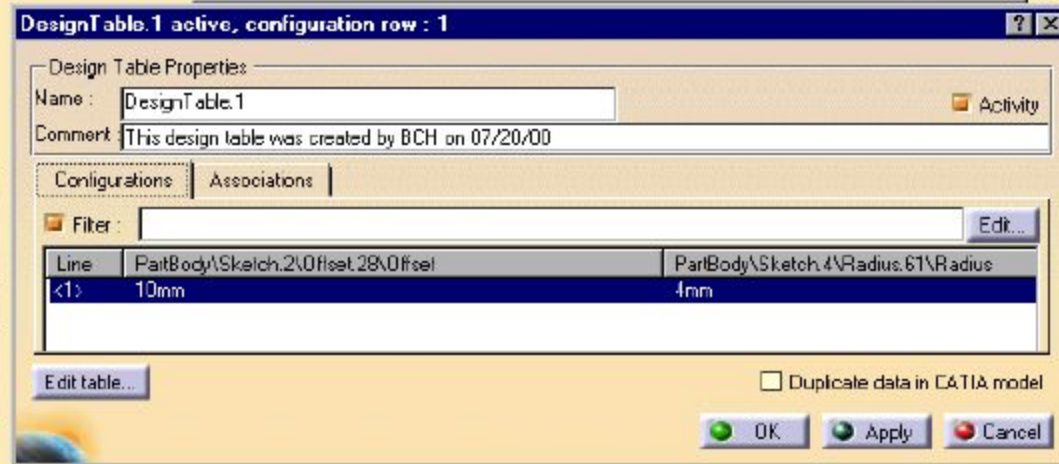 DesignTable.1 active, configuration row : 1
Design Table Properties
Name : DesignTable.1 Activity
Comment : This design table was created by BCH on 07/20/00
Configurations Associations
Filter : Edit...
Line PartBody\Sketch.2\Offset.28\Offset PartBody\Sketch.4\Radius.61\Radius
<1> 10mm 4mm
Edit table... Duplicate data in CATIA model
OK Apply Cancel